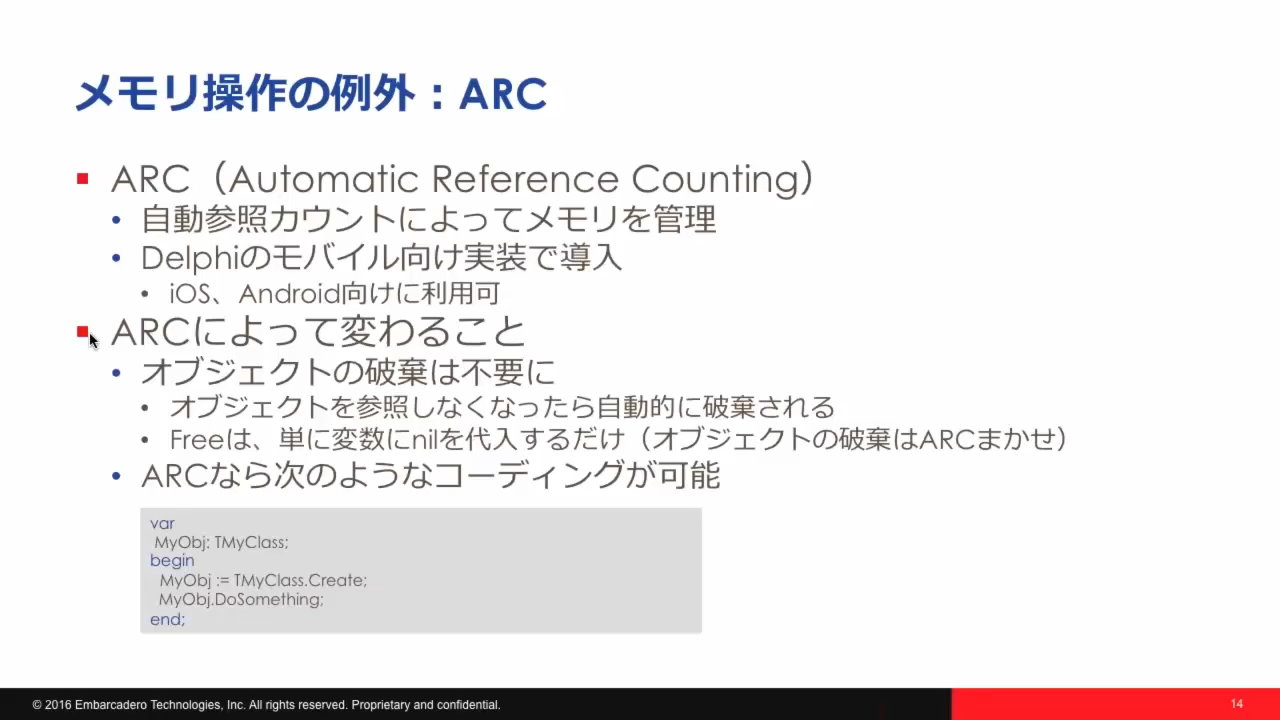 メモリ操作の例外：ARC
ARC（Automatic Reference Counting）
自動参照カウントによってメモリを管理
Delphiのモバイル向け実装で導入
iOS、Android向けに利用可
ARCによって変わること
オブジェクトの破棄は不要に
オブジェクトを参照しなくなったら自動的に破棄される
Freeは、単に変数にnilを代入するだけ（オブジェクトの破棄はARCまかせ）
ARCなら次のようなコーディングが可能
var
MyObj: TMyClass;
begin
MyObj := TMyClass.Create;
MyObj.DoSomething;
end;
© 2016 Embarcadero Technologies, Inc. All rights reserved. Proprietary and confidential.
14